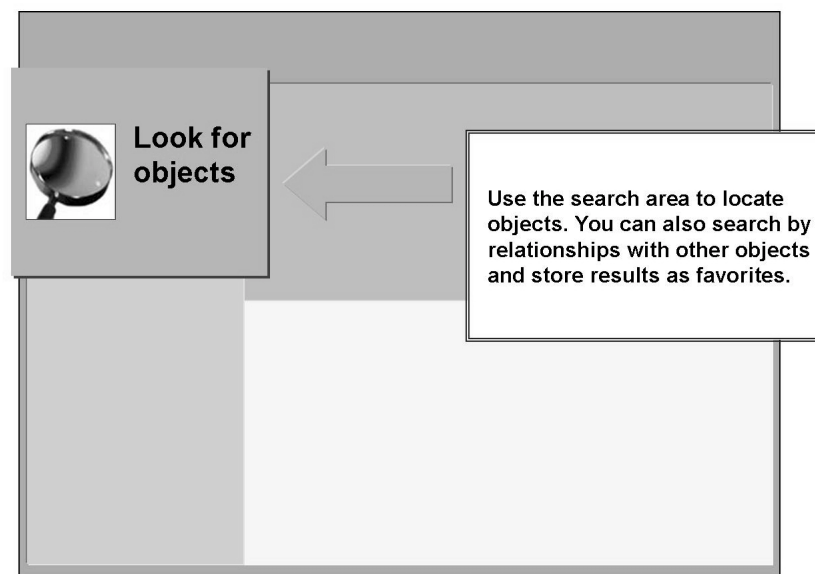 Look for
objects
Use the search area to locate
objects. You can also search by
relationships with other objects
and store results as favorites.